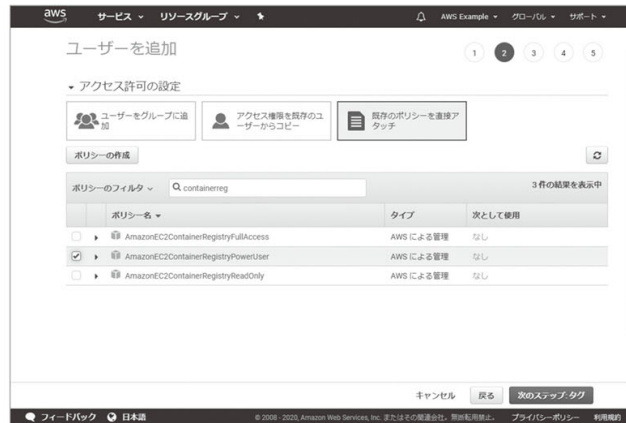 aws サービス リソースグループ AWS Example グローバル サポート
ユーザーを追加 1 2 3 4 5
アクセス許可の設定
ユーザーをグループに追加
アクセス権限を既存のユーザーからコピー
既存のポリシーを直接アタッチ
ポリシーの作成
ポリシーのフィルタ containerreg 3 件の結果を表示中
ポリシー名 タイプ 次として使用
AmazonEC2ContainerRegistryFullAccess AWS による管理 なし
AmazonEC2ContainerRegistryPowerUser AWS による管理 なし
AmazonEC2ContainerRegistryReadOnly AWS による管理 なし
キャンセル 戻る 次のステップ: タグ
フィードバック 日本語 © 2008 - 2020, Amazon Web Services, Inc. またはその関連会社。無断転用禁止。 プライバシーポリシー 利用規約